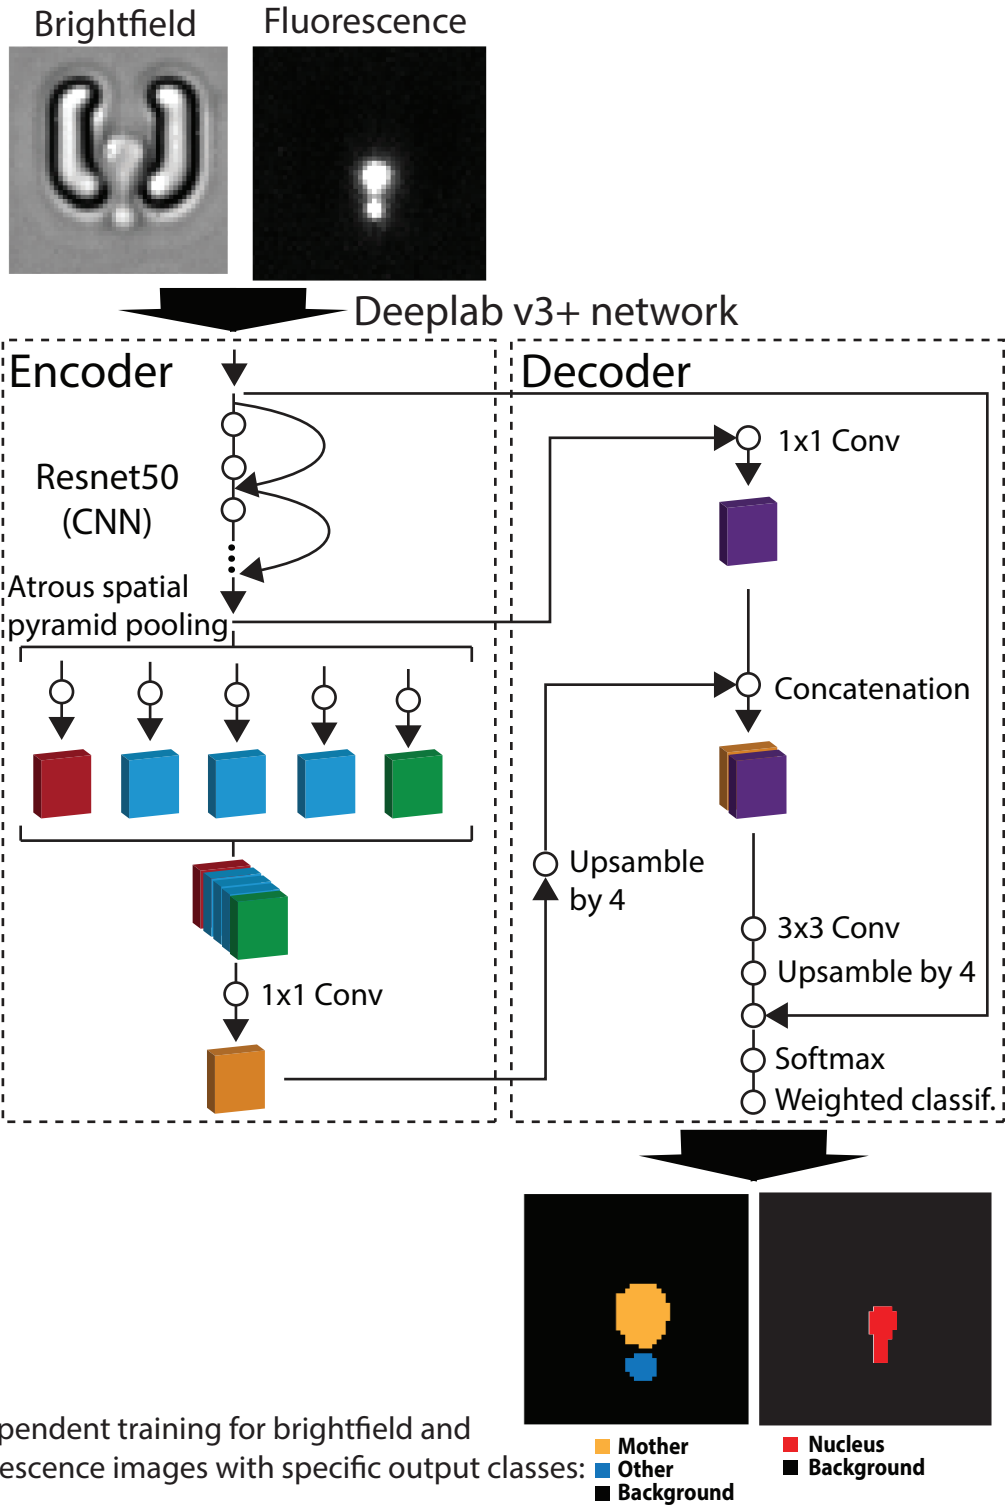 Brightfield
Fluorescence
Deeplab v3+ network
Encoder
Resnet50
(CNN)
Atrous spatial
pyramid pooling
1x1 Conv
Decoder
1x1 Conv
Concatenation
Upsamble
by 4
3x3 Conv
Upsamble by 4
Softmax
Weighted classif.
pendent training for brightfield and
escence images with specific output classes:
Mother
Other
Background
Nucleus
Background